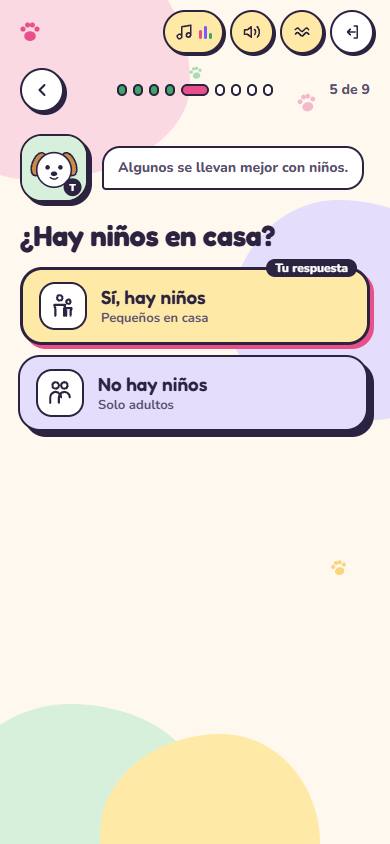 5 de 9
T
Algunos se llevan mejor con niños.
¿Hay niños en casa?
Tu respuesta
Sí, hay niños
Pequeños en casa
No hay niños
Solo adultos